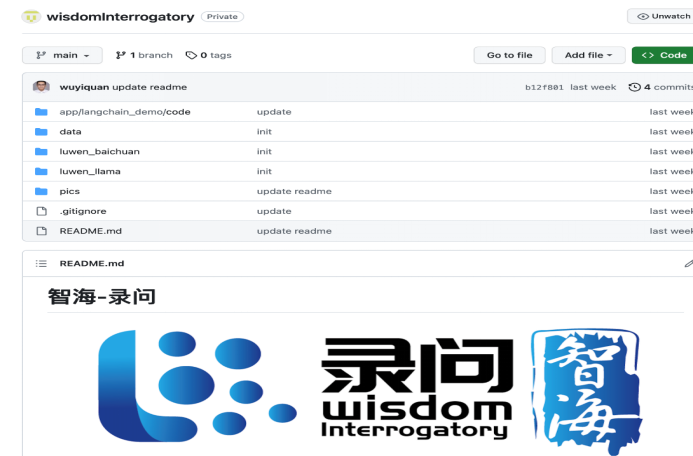 wisdomInterrogatory Private Unwatch
main 1 branch 0 tags Go to file Add file <> Code
wuyiquan update readme b12f801 last week 4 commits
app/langchain_demo/code update last week
data init last week
luwen_baichuan init last week
luwen_llama init last week
pics update readme last week
.gitignore update last week
README.md update readme last week
README.md
智海-录问
录问
wisdom
Interrogatory
智海